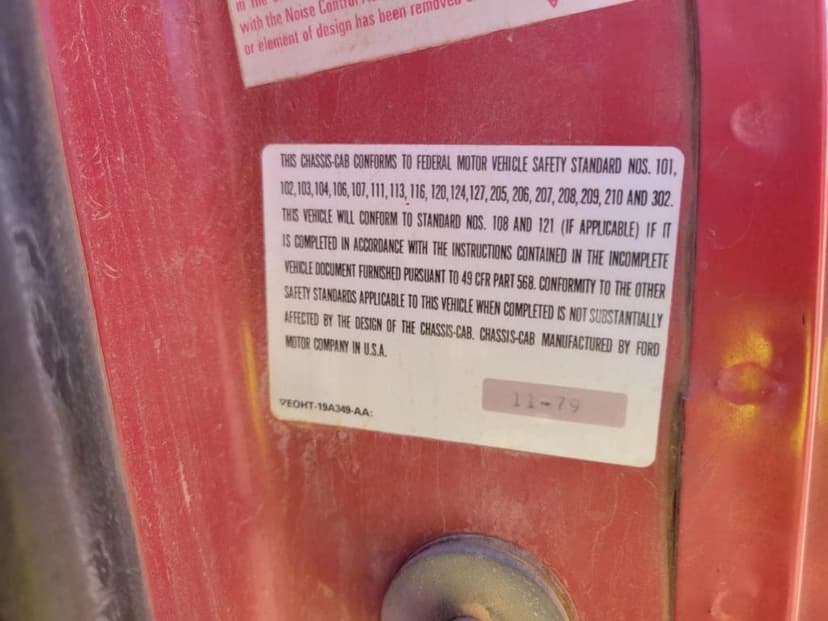 with the Noise Control
or element of design has been removed
THIS CHASSIS-CAB CONFORMS TO FEDERAL MOTOR VEHICLE SAFETY STANDARD NOS. 101,
102, 103, 104, 106, 107, 111, 113, 116, 120, 124, 127, 205, 206, 207, 208, 209, 210 AND 302.
THIS VEHICLE WILL CONFORM TO STANDARD NOS. 108 AND 121 (IF APPLICABLE) IF IT
IS COMPLETED IN ACCORDANCE WITH THE INSTRUCTIONS CONTAINED IN THE INCOMPLETE
VEHICLE DOCUMENT FURNISHED PURSUANT TO 49 CFR PART 568. CONFORMITY TO THE OTHER
SAFETY STANDARDS APPLICABLE TO THIS VEHICLE WHEN COMPLETED IS NOT SUBSTANTIALLY
AFFECTED BY THE DESIGN OF THE CHASSIS-CAB. CHASSIS-CAB MANUFACTURED BY FORD
MOTOR COMPANY IN U.S.A.
11-79
EOHT-19A349-AA: